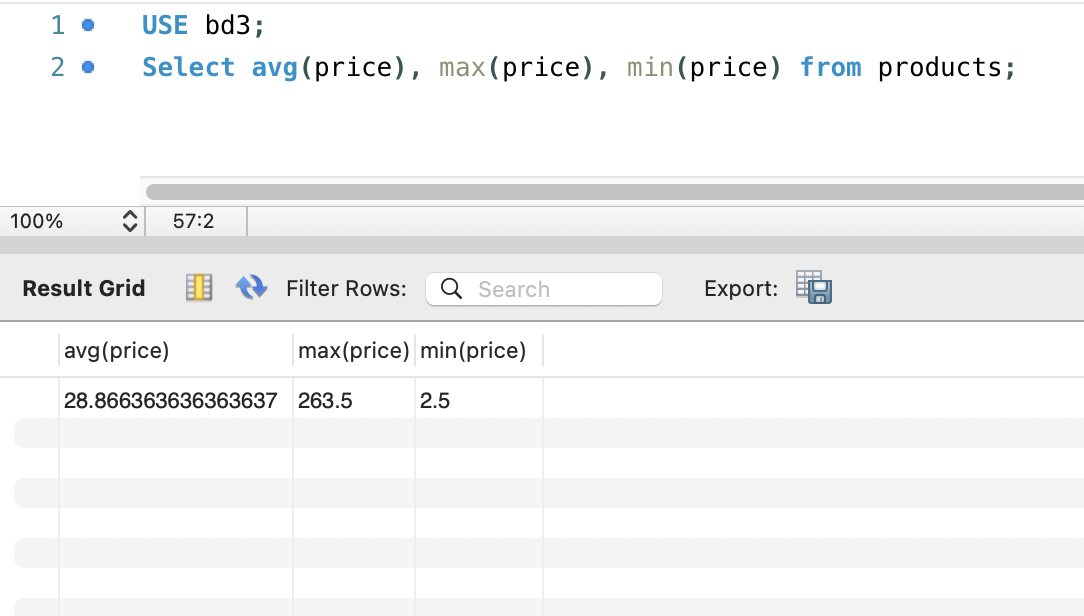 1 USE bd3;
2 Select avg(price), max(price), min(price) from products;
100% 57:2
Result Grid Filter Rows: Search Export:
avg(price) max(price) min(price)
28.866363636363637 263.5 2.5